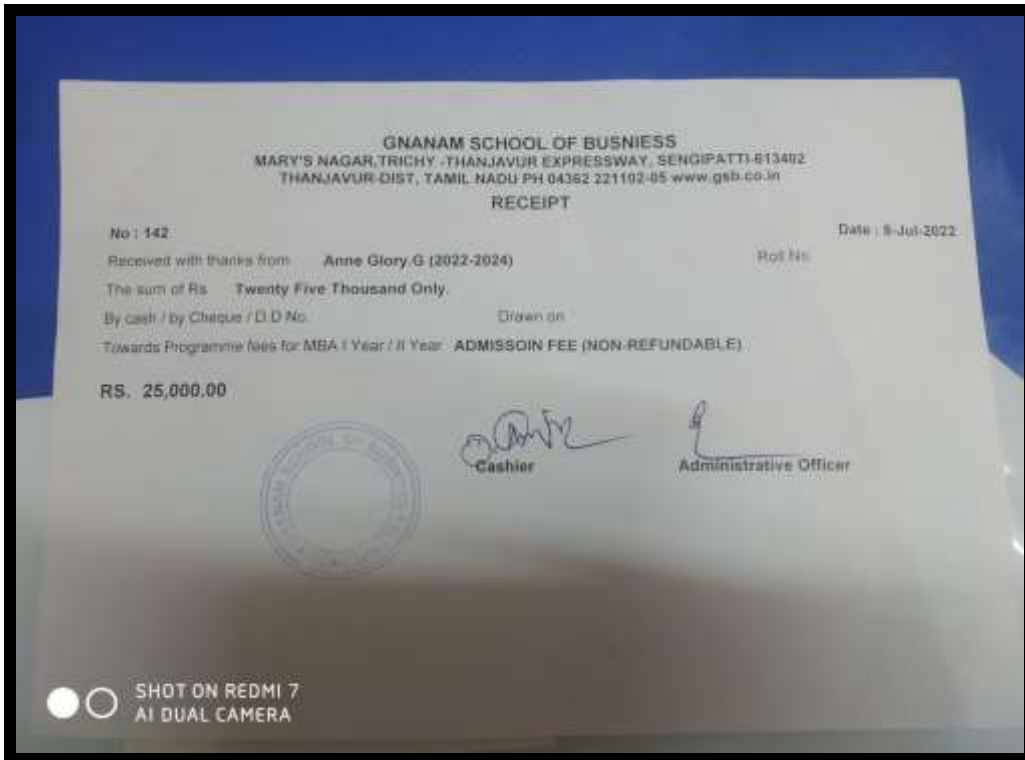 GNANAM SCHOOL OF BUSNIESS
MARY'S NAGAR,TRICHY -THANJAVUR EXPRESSWAY, SENGIPATTI-613402
THANJAVUR-DIST, TAMIL NADU PH 04362 221102-05 www.gsb.co.in
RECEIPT
No : 142 Date : -Jul-2022
Received with thanks from Anne Glory.G (2022-2024) Roll No
The sum of Rs Twenty Five Thousand Only.
By cash / by Cheque / D.D No. Drawn on
Towards Programme fees for MBA I Year / II Year ADMISSOIN FEE (NON-REFUNDABLE)
RS. 25,000.00
Cashier Administrative Officer
SCHOOL OF
SHOT ON REDMI 7
AI DUAL CAMERA